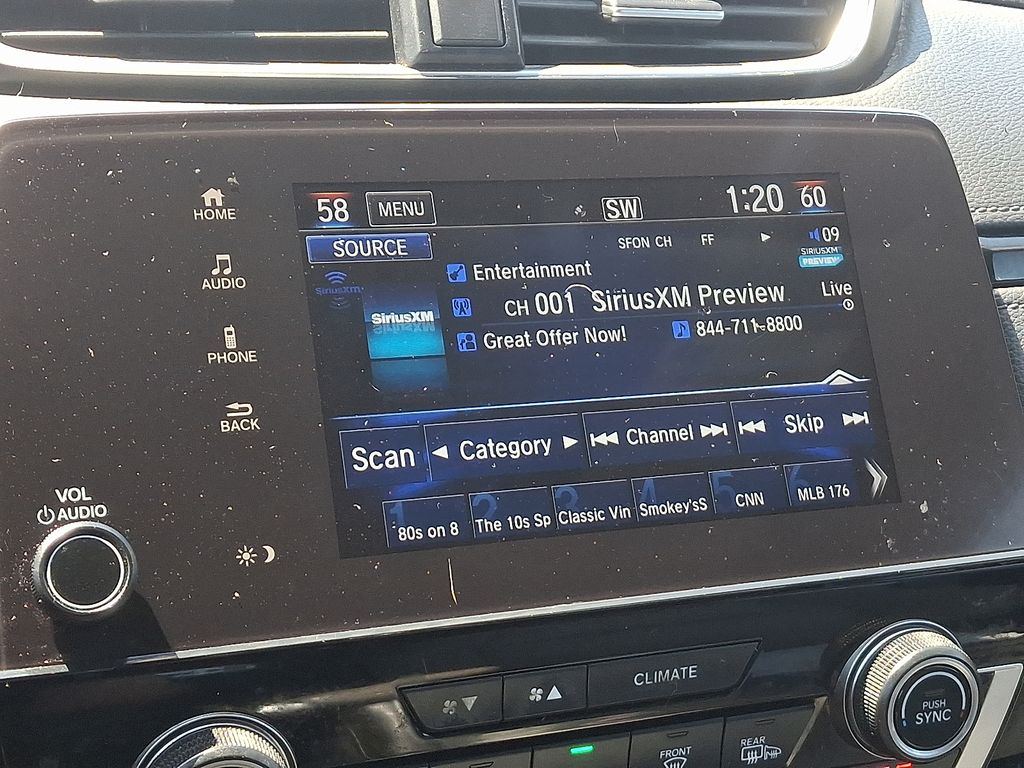 58 MENU SW 1:20 60
HOME
SOURCE
SFON CH FF 09
SIRIUSXM
PREVIEW
AUDIO
SiriusXM
Entertainment
Live
SiriusXM
CH 001 SiriusXM Preview
Great Offer Now! 844-711-8800
PHONE
BACK
Scan Category Channel Skip
1 2 3 4 5 6
80s on 8 The 10s Sp Classic Vin Smokey'sS CNN MLB 176
VOL
AUDIO
CLIMATE
PUSH
SYNC
FRONT
REAR